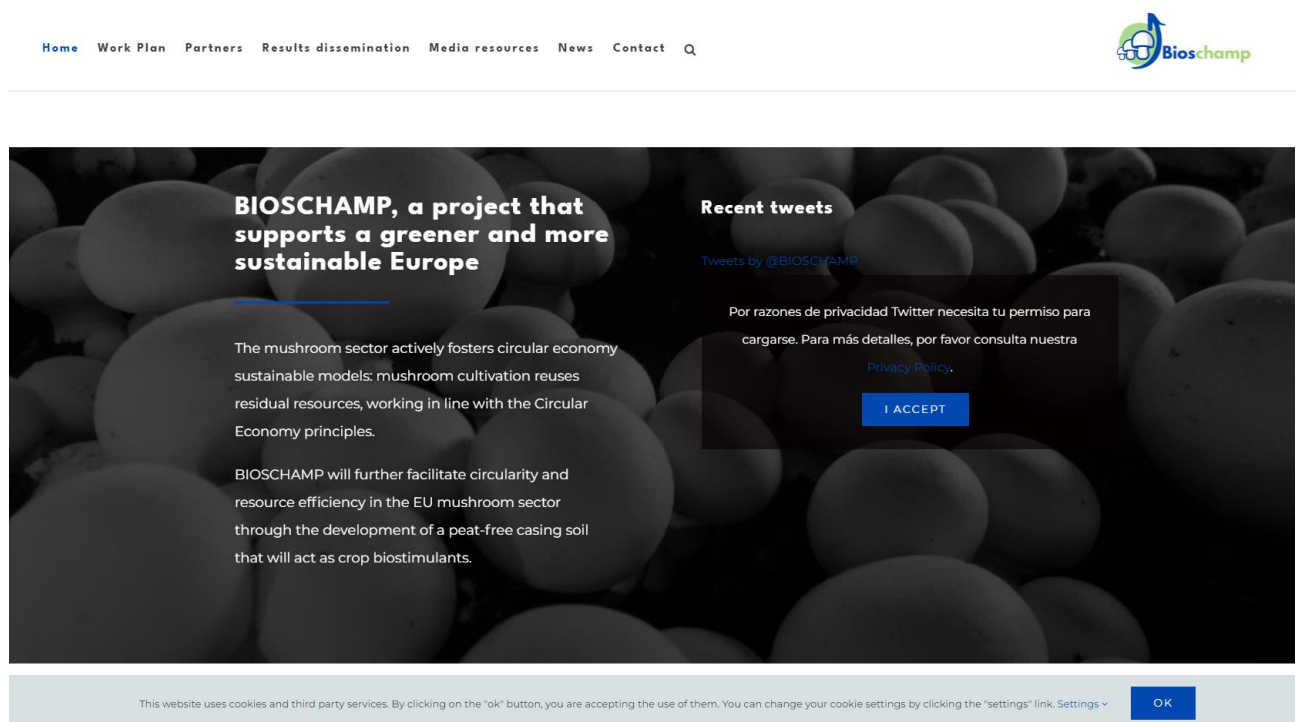 Home Work Plan Partners Results dissemination Media resources News Contact
Bioschamp
BIOSCHAMP, a project that
supports a greener and more
sustainable Europe
The mushroom sector actively fosters circular economy
sustainable models: mushroom cultivation reuses
residual resources, working in line with the Circular
Economy principles.
BIOSCHAMP will further facilitate circularity and
resource efficiency in the EU mushroom sector
through the development of a peat-free casing soil
that will act as crop biostimulants.
Recent tweets
Tweets by @BIOSCHAMP
Por razones de privacidad Twitter necesita tu permiso para
cargarse. Para más detalles, por favor consulta nuestra
Privacy Policy.
I ACCEPT
This website uses cookies and third party services. By clicking on the "ok" button, you are accepting the use of them. You can change your cookie settings by clicking the "settings" link. Settings
OK